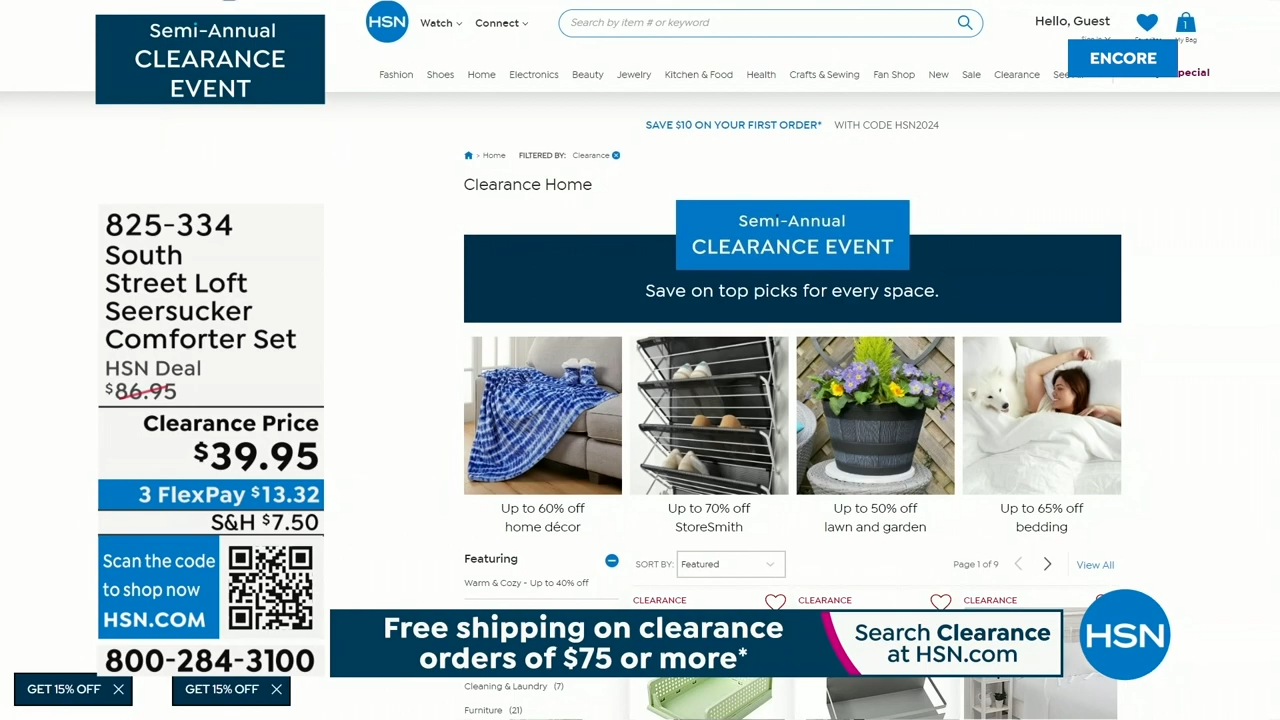 Semi-Annual
CLEARANCE
EVENT
HSN
Watch
Connect
Search by item # or keyword
Hello, Guest
1
ENCORE
Fashion
Shoes
Home
Electronics
Beauty
Jewelry
Kitchen & Food
Health
Crafts & Sewing
Fan Shop
New
Sale
Clearance
SAVE $10 ON YOUR FIRST ORDER* WITH CODE HSN2024
> Home FILTERED BY: Clearance
Clearance Home
Semi-Annual
CLEARANCE EVENT
Save on top picks for every space.
Up to 60% off
home décor
Up to 70% off
StoreSmith
Up to 50% off
lawn and garden
Up to 65% off
bedding
Featuring
Warm & Cozy - Up to 40% off
SORT BY: Featured
Page 1 of 9
View All
CLEARANCE
CLEARANCE
CLEARANCE
Cleaning & Laundry (7)
Furniture (21)
825-334
South
Street Loft
Seersucker
Comforter Set
HSN Deal
$86.95
Clearance Price
$39.95
3 FlexPay $13.32
S&H $7.50
Scan the code
to shop now
HSN.COM
800-284-3100
GET 15% OFF
GET 15% OFF
Free shipping on clearance
orders of $75 or more*
Search Clearance
at HSN.com
HSN